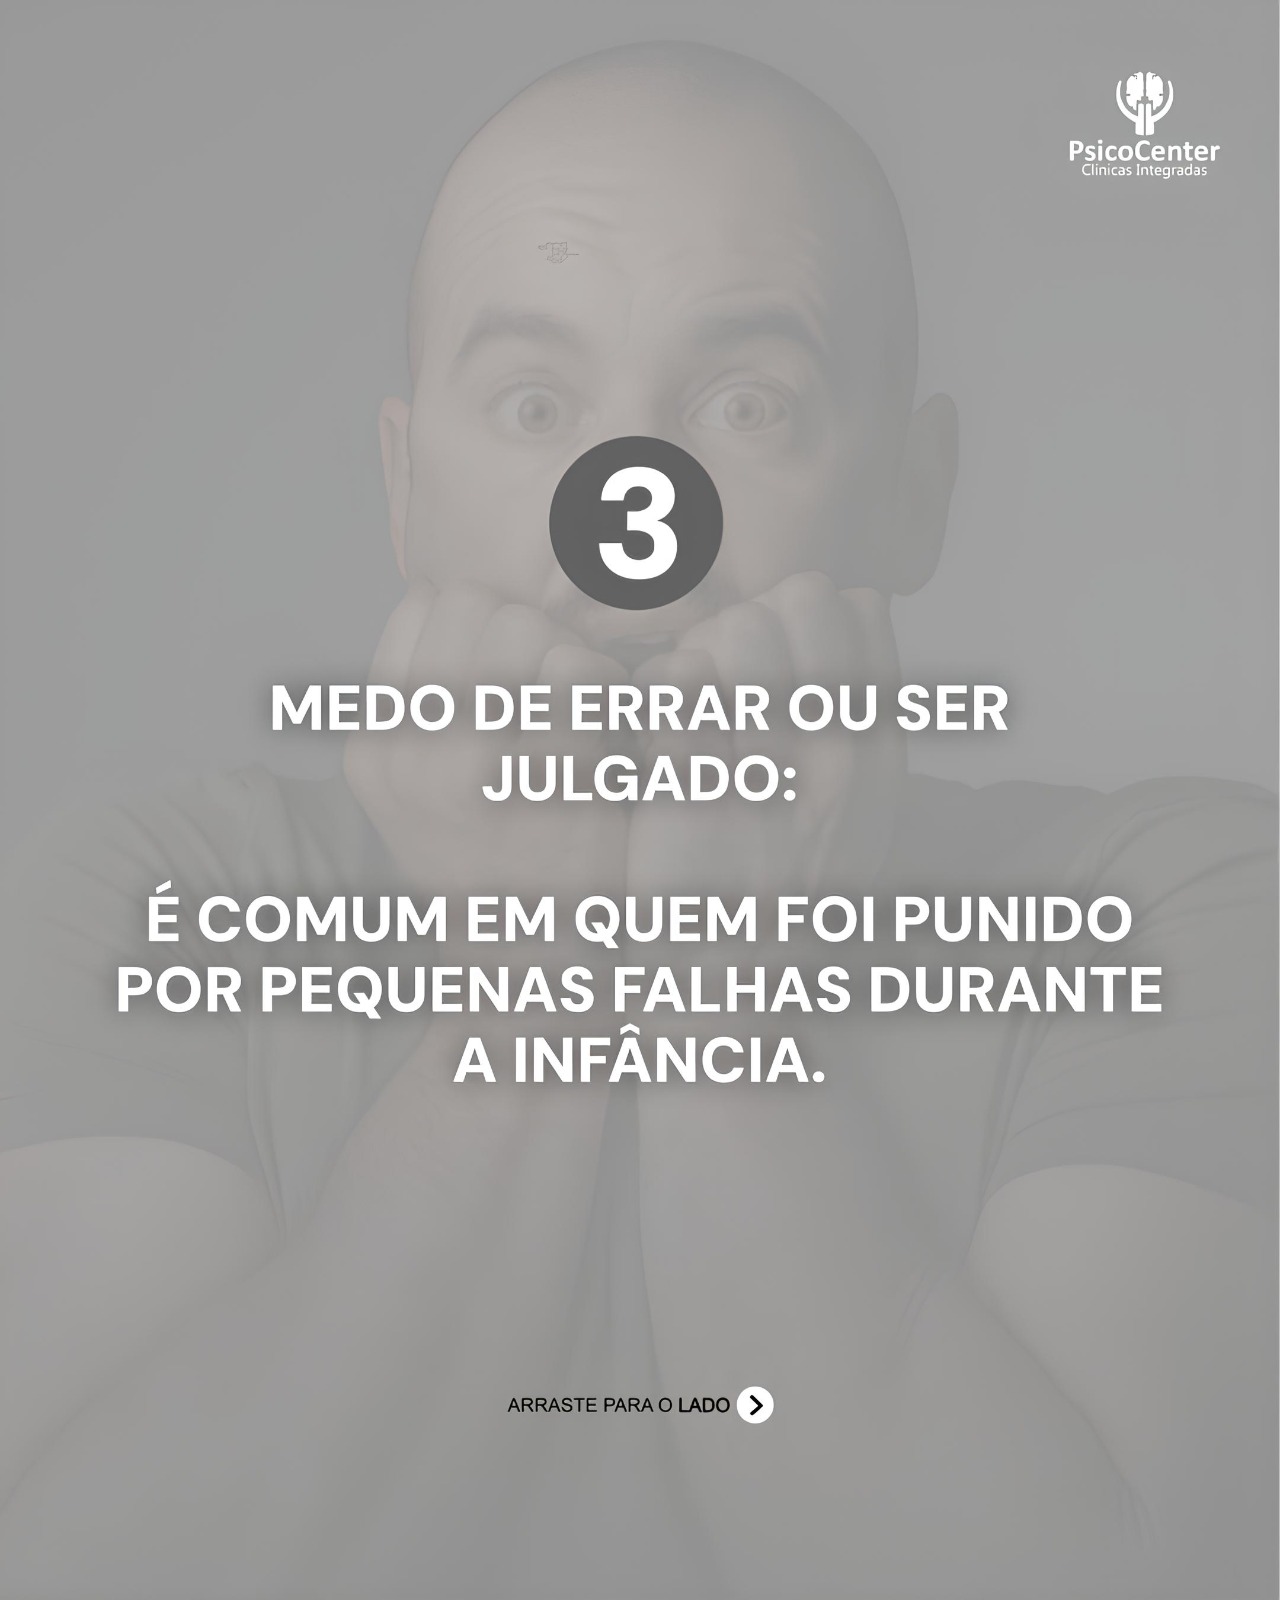 PsicoCenter
Clínicas Integradas
3
MEDO DE ERRAR OU SER
JULGADO:
É COMUM EM QUEM FOI PUNIDO
POR PEQUENAS FALHAS DURANTE
A INFÂNCIA.
ARRASTE PARA O LADO